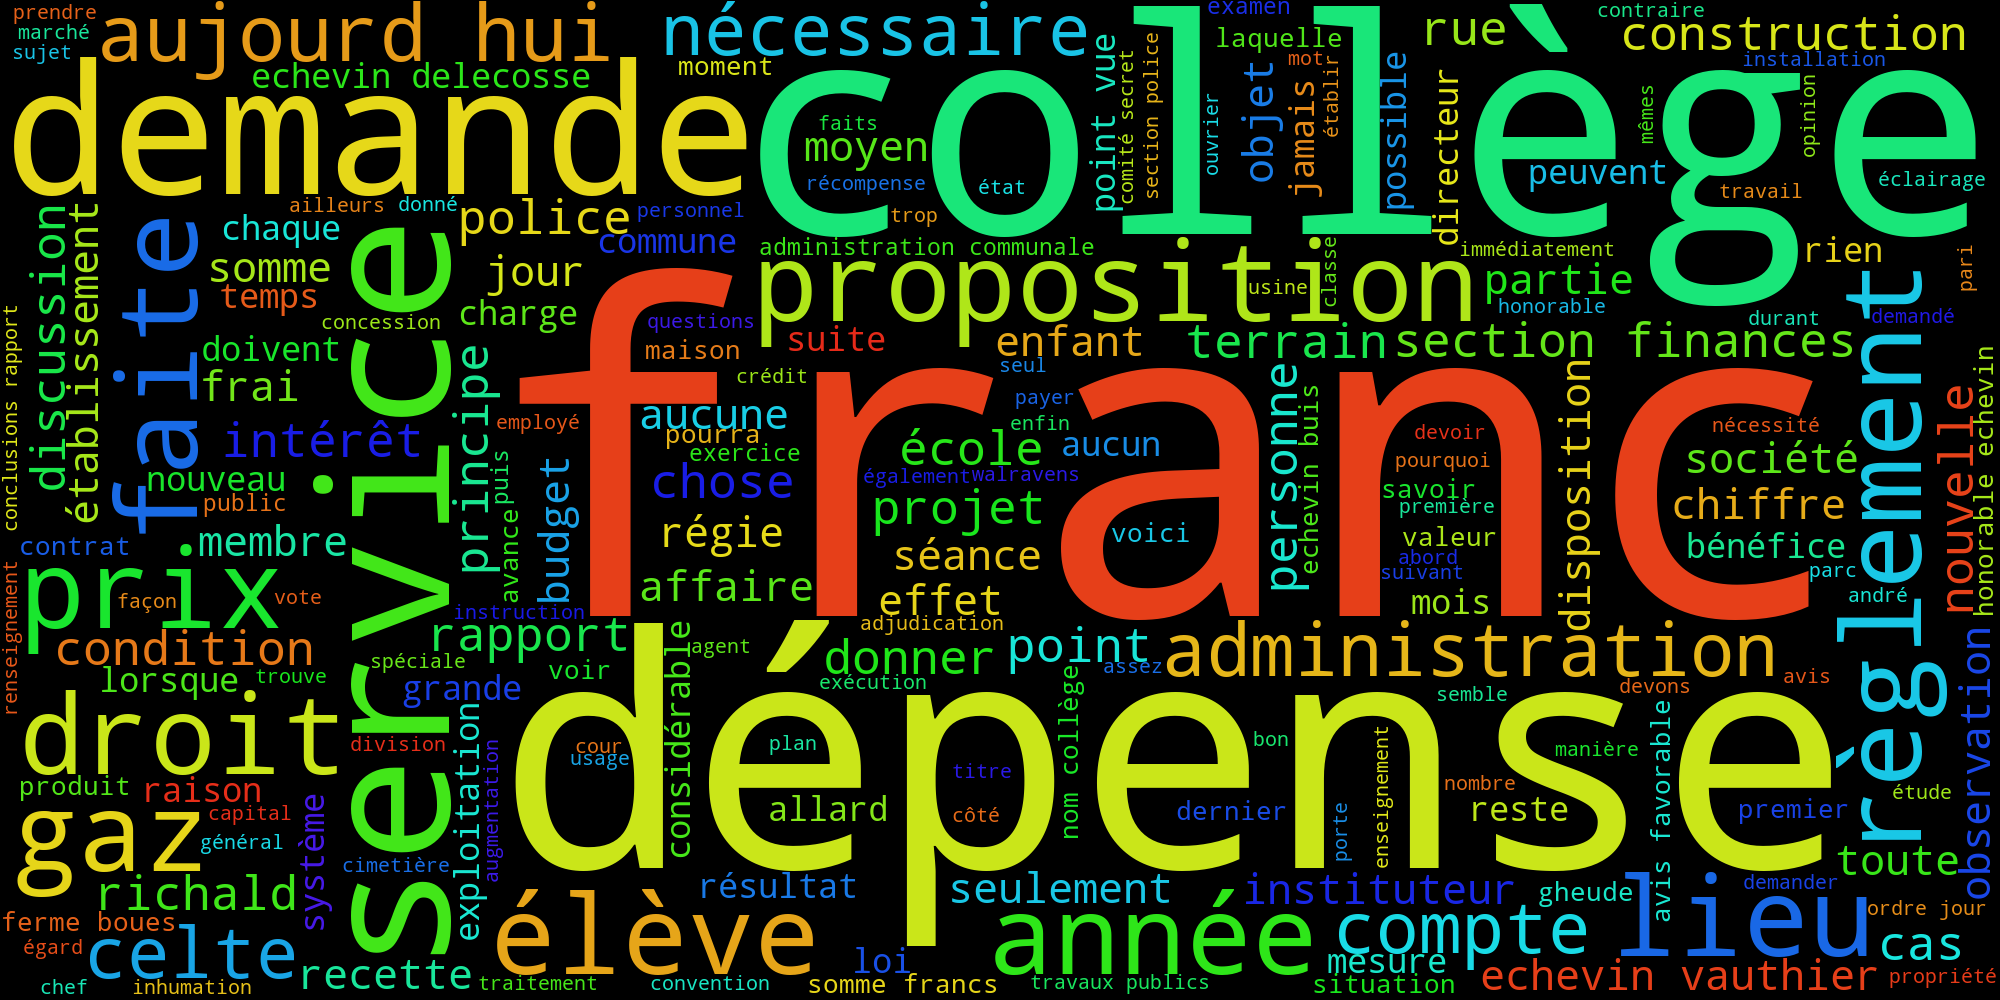 prendre
marché
sujet
aujourd hui
nécessaire
examen
contraire
rue
construction
laquelle
installation
moment
echevin delecosse
demande
collège
point vue
comité secret
section police
ouvrier
objet
mot
jamais
établir
possible
directeur
mêmes
opinion
faits
moyen
récompense
état
peuvent
travail
éclairage
ailleurs
donné
police
personnel
trop
chaque
commune
administration communale
immédiatement
rien
pari
discussion
établissement
faite
service
somme
jour
proposition
usine
classe
partie
honorable
temps
concession
charge
questions
durant
demandé
conclusions rapport
doivent
maison
suite
enfant
terrain
section finances
règlement
frai
crédit
seul
franc
principe
employé
aucune
payer
personne
echevin buis
disposition
nouvelle
honorable echevin
intérêt
pourra
exercice
école
enfin
aucun
devoir
nécessité
nouveau
puis
budget
chose
également
walravens
pourquoi
société
savoir
public
avance
projet
première
chiffre
contrat
membre
régie
voici
valeur
bénéfice
séance
abord
suivant
parc
prix
façon
vote
affaire
effet
mois
andré
renseignement
instruction
adjudication
condition
rapport
agent
donner
point
assez
administration
observation
spéciale
voir
considérable
lorsque
trouve
grande
exécution
nom collège
semble
devons
avis
droit
division
exploitation
augmentation
dépense
cour
usage
plan
bon
enseignement
manière
avis favorable
produit
raison
titre
nombre
étude
gaz
capital
système
allard
côté
dernier
porte
reste
premier
général
cimetière
toute
richald
résultat
seulement
instituteur
gheude
demander
ferme boues
élève
année
compte
lieu
ordre jour
égard
celte
recette
loi
mesure
cas
chef
inhumation
traitement
convention
somme francs
travaux publics
situation
echevin vauthier
propriété